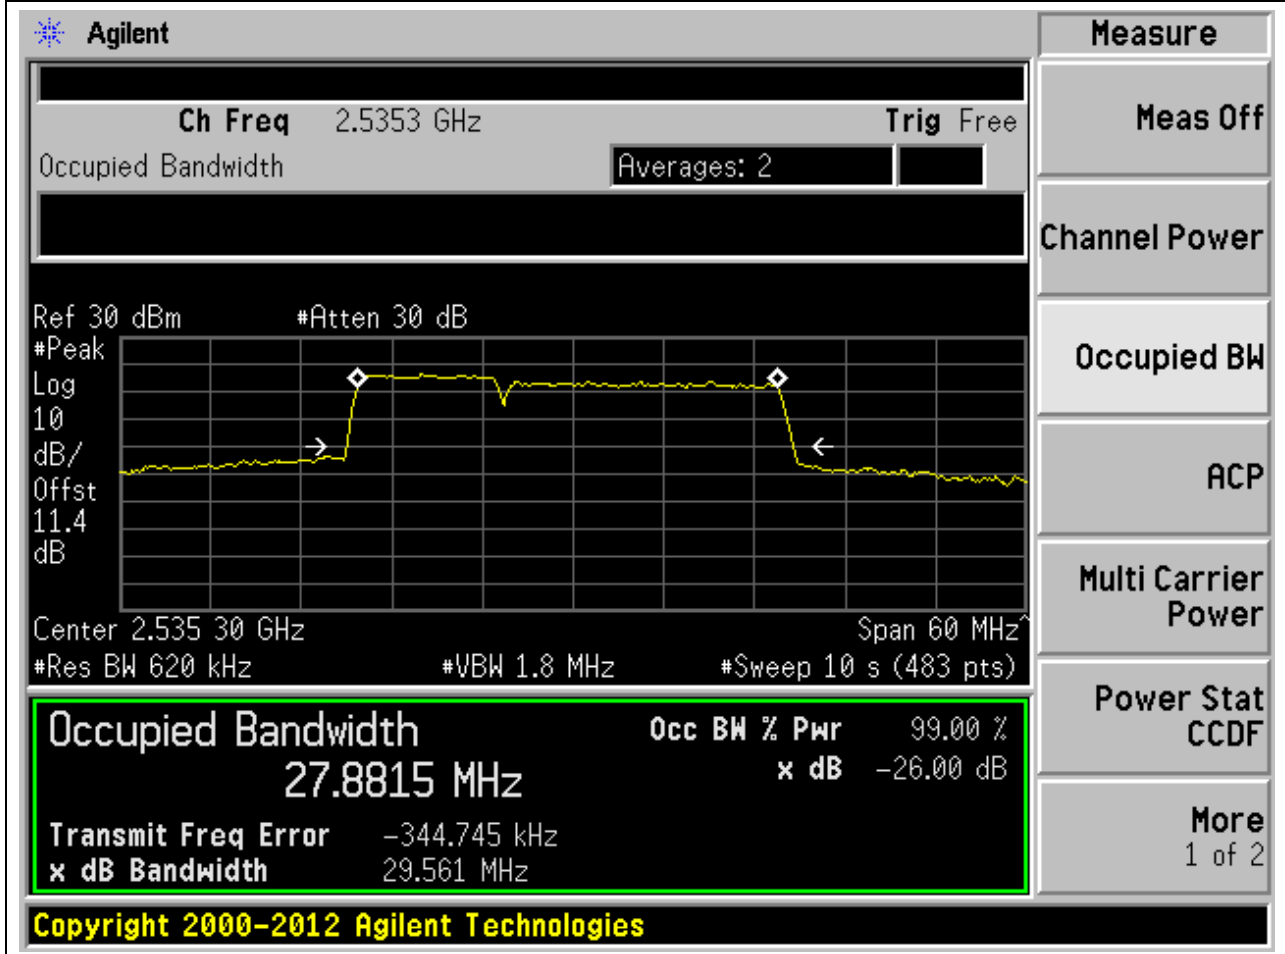 Agilent
Measure
Ch Freq 2.5353 GHz Trig Free
Meas Off
Occupied Bandwidth Averages: 2
Channel Power
Ref 30 dBm #Atten 30 dB
#Peak
Log
10
dB/
Offst
11.4
dB
Occupied BW
ACP
Multi Carrier
Power
Center 2.535 30 GHz Span 60 MHz^
#Res BW 620 kHz #VBW 1.8 MHz #Sweep 10 s (483 pts)
Power Stat
CCDF
Occupied Bandwidth Occ BW % Pwr 99.00 %
27.8815 MHz x dB -26.00 dB
Transmit Freq Error -344.745 kHz
x dB Bandwidth 29.561 MHz
More
1 of 2
Copyright 2000-2012 Agilent Technologies